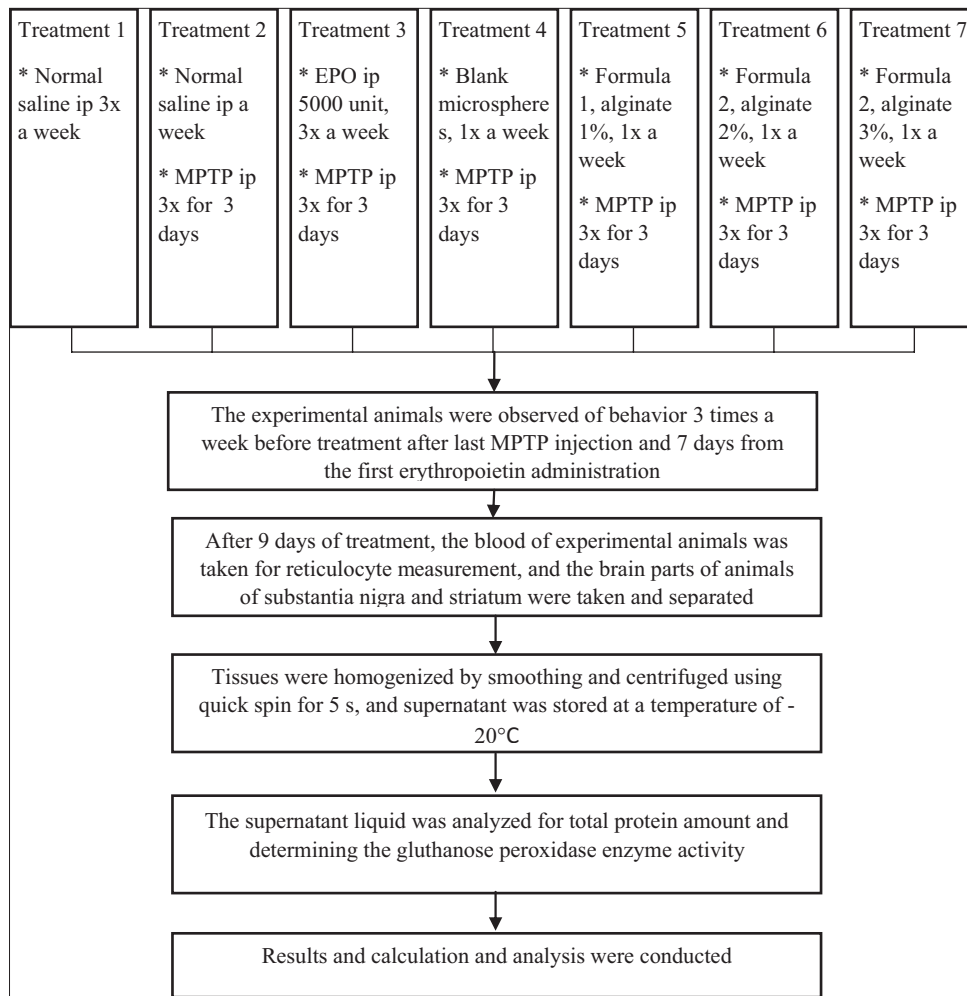 Treatment 1
* Normal
saline ip 3x
a week
Treatment 2
* Normal
saline ip a
week
* MPTP ip
3x for 3
days
Treatment 3
* EPO ip
5000 unit,
3x a week
* MPTP ip
3x for 3
days
Treatment 4
* Blank
microsphere
s, 1x a week
* MPTP ip
3x for 3
days
Treatment 5
* Formula
1, alginate
1%, 1x a
week
* MPTP ip
3x for 3
days
Treatment 6
* Formula
2, alginate
2%, 1x a
week
* MPTP ip
3x for 3
days
Treatment 7
* Formula
2, alginate
3%, 1x a
week
* MPTP ip
3x for 3
days
The experimental animals were observed of behavior 3 times a
week before treatment after last MPTP injection and 7 days from
the first erythropoietin administration
After 9 days of treatment, the blood of experimental animals was
taken for reticulocyte measurement, and the brain parts of animals
of substantia nigra and striatum were taken and separated
Tissues were homogenized by smoothing and centrifuged using
quick spin for 5 s, and supernatant was stored at a temperature of -
20°C
The supernatant liquid was analyzed for total protein amount and
determining the gluthanose peroxidase enzyme activity
Results and calculation and analysis were conducted